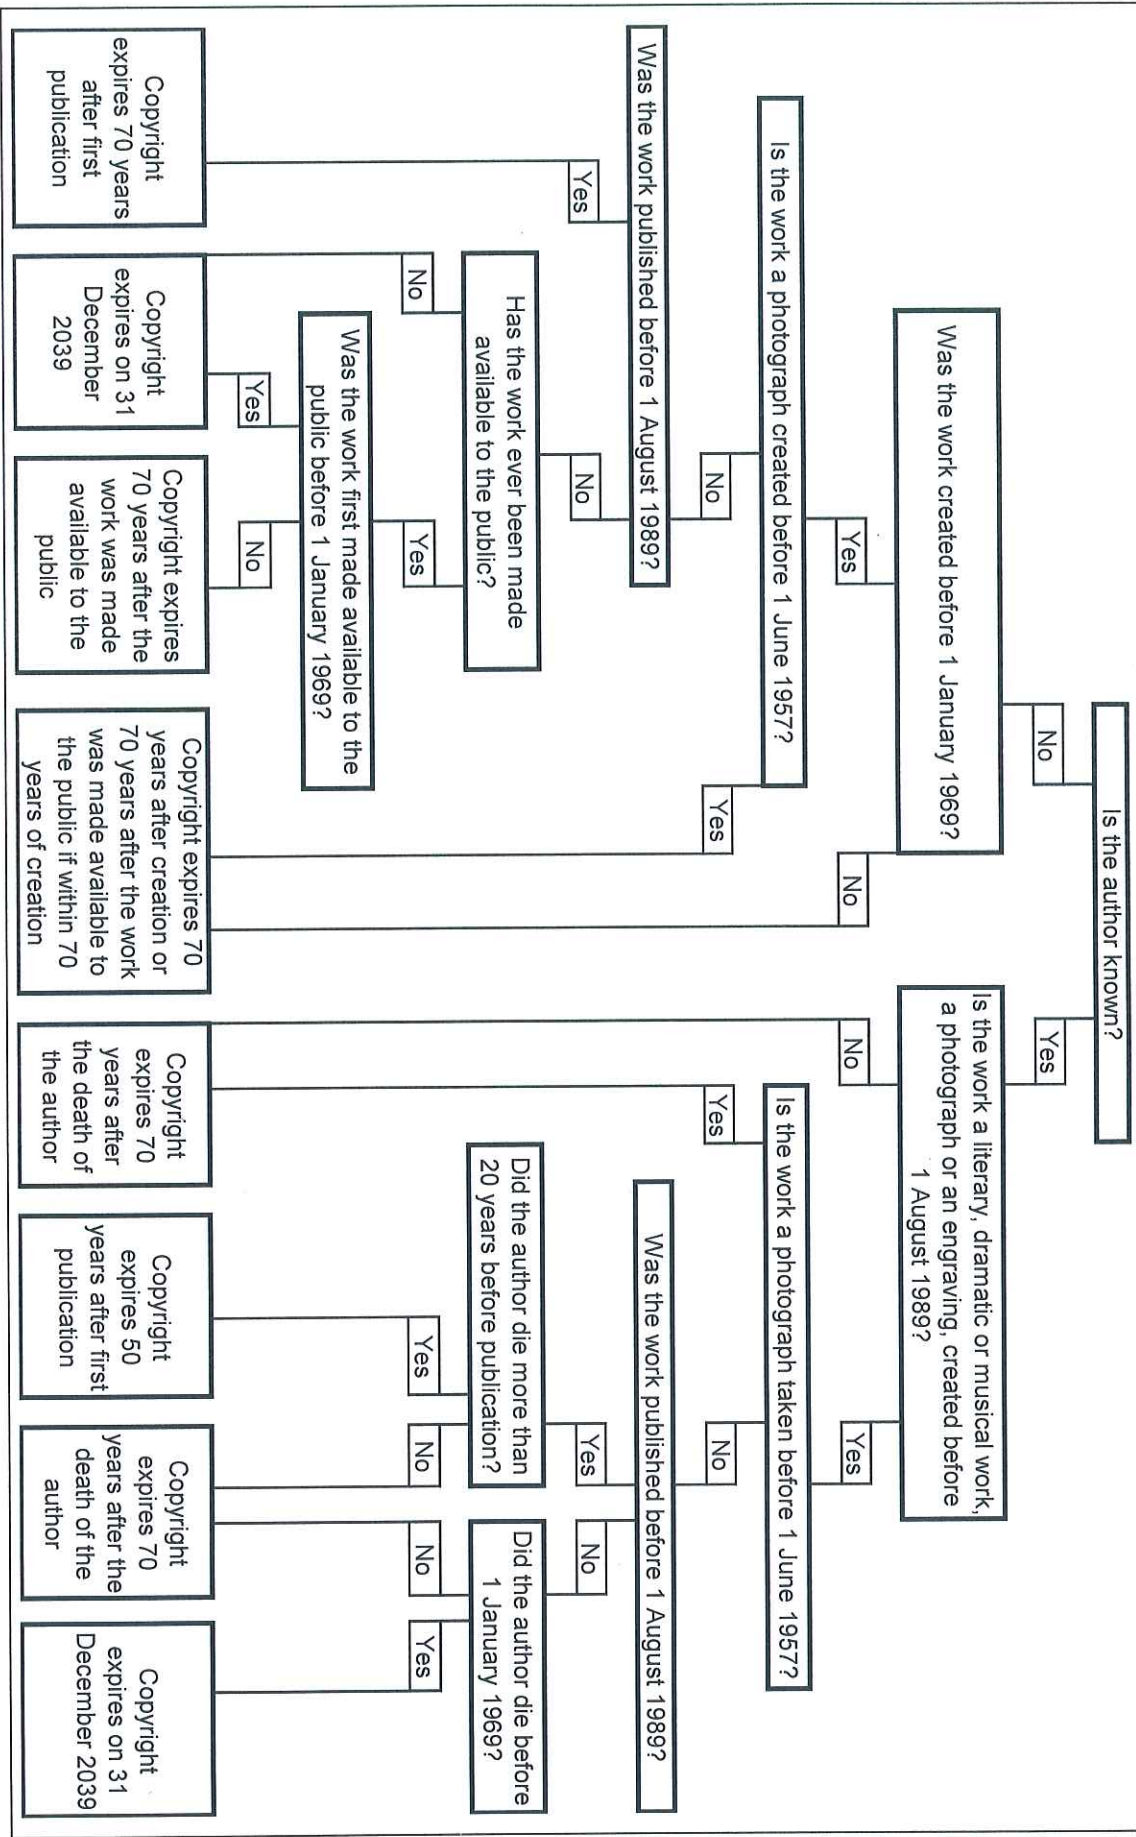 Is the author known?
No
Yes
Was the work created before 1 January 1969?
Is the work a literary, dramatic or musical work,
a photograph or an engraving, created before
1 August 1989?
Yes
No
No
Yes
Is the work a photograph created before 1 June 1957?
Is the work a photograph taken before 1 June 1957?
No
Yes
Yes
No
Was the work published before 1 August 1989?
Was the work published before 1 August 1989?
Yes
No
Yes
No
Has the work ever been made
available to the public?
Did the author die more than
20 years before publication?
Did the author die before
1 January 1969?
No
Yes
Yes
No
No
Yes
Was the work first made available to the
public before 1 January 1969?
Yes
No
Copyright
expires 70 years
after first
publication
Copyright
expires on 31
December
2039
Copyright expires
70 years after the
work was made
available to the
public
Copyright expires 70
years after creation or
70 years after the work
was made available to
the public if within 70
years of creation
Copyright
expires 70
years after
the death of
the author
Copyright
expires 50
years after first
publication
Copyright
expires 70
years after the
death of the
author
Copyright
expires on 31
December 2039